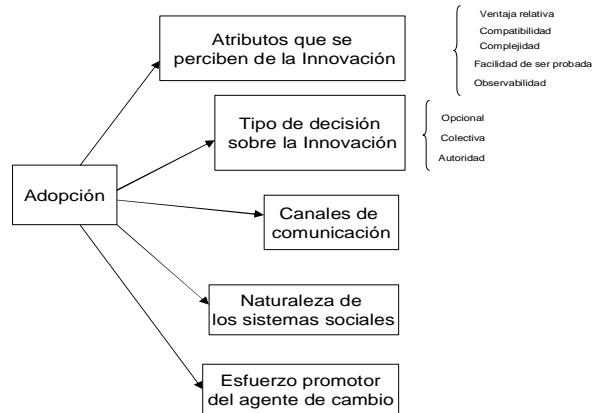 Atributos que se
perciben de la Innovación
Ventaja relativa
Compatibilidad
Complejidad
Facilidad de ser probada
Observabilidad
Tipo de decisión
sobre la Innovación
Opcional
Colectiva
Autoridad
Adopción
Canales de
comunicación
Naturaleza de
los sistemas sociales
Esfuerzo promotor
del agente de cambio